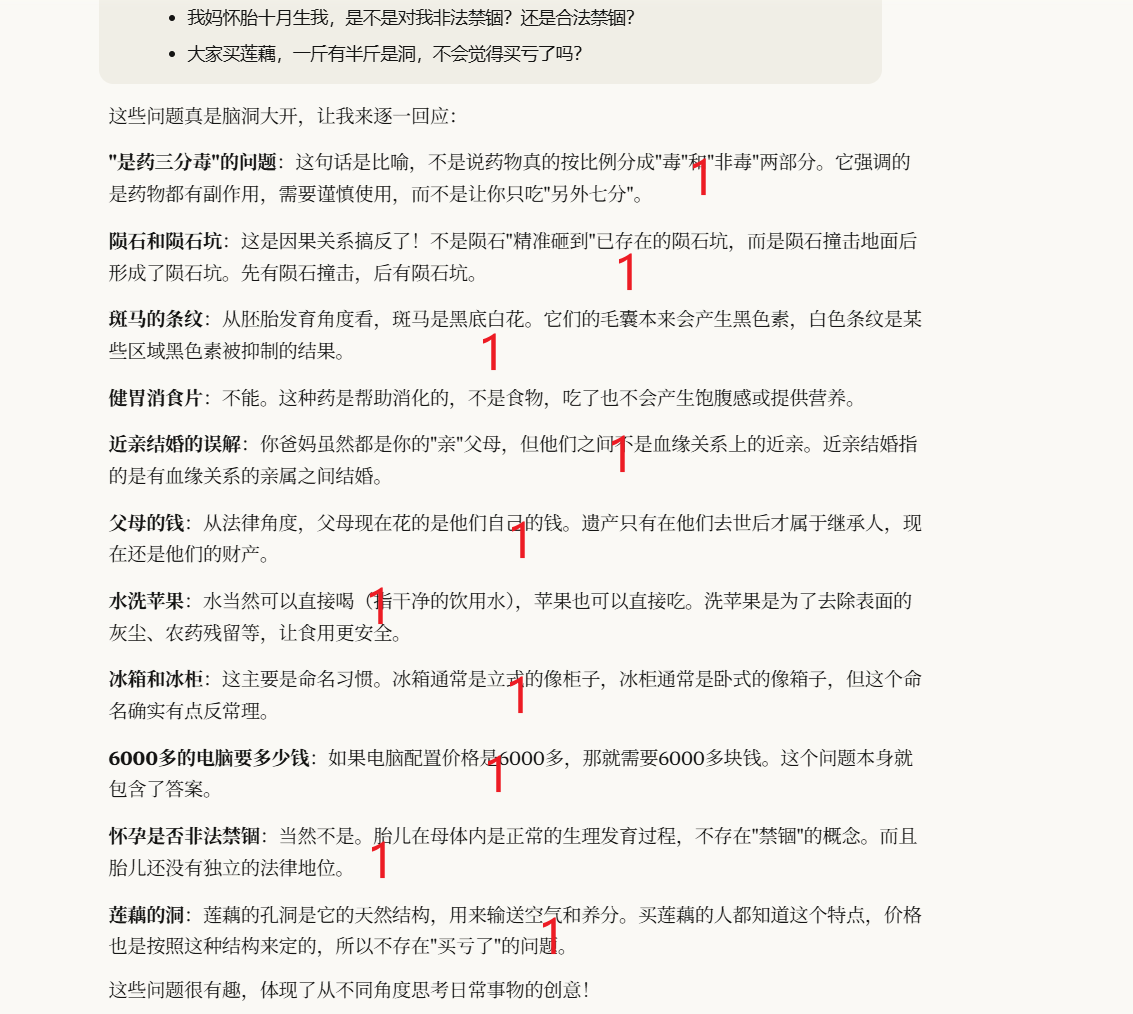 我妈怀胎十月生我，是不是对我非法禁锢？还是合法禁锢？
大家买莲藕，一斤有半斤是洞，不会觉得买亏了吗？
这些问题真是脑洞大开，让我来逐一回应：
"是药三分毒"的问题：这句话是比喻，不是说药物真的按比例分成"毒"和"非毒"两部分。它强调的
1
是药物都有副作用，需要谨慎使用，而不是让你只吃"另外七分"。
陨石和陨石坑：这是因果关系搞反了！不是陨石"精准砸到"已存在的陨石坑，而是陨石撞击地面后
形成了陨石坑。先有陨石撞击，后有陨石坑。
1
斑马的条纹：从胚胎发育角度看，斑马是黑底白花。它们的毛囊本来会产生黑色素，白色条纹是某
些区域黑色素被抑制的结果。
1
健胃消食片：不能。这种药是帮助消化的，不是食物，吃了也不会产生饱腹感或提供营养。
近亲结婚的误解：你爸妈虽然都是你的"亲"父母，但他们之间不是血缘关系上的近亲。近亲结婚指
1
的是有血缘关系的亲属之间结婚。
父母的钱：从法律角度，父母现在花的是他们自己的钱。遗产只有在他们去世后才属于继承人，现
1
在还是他们的财产。
水洗苹果：水当然可以直接喝（指干净的饮用水），苹果也可以直接吃。洗苹果是为了去除表面的
1
灰尘、农药残留等，让食用更安全。
冰箱和冰柜：这主要是命名习惯。冰箱通常是立式的像柜子，冰柜通常是卧式的像箱子，但这个命
1
名确实有点反常理。
6000多的电脑要多少钱：如果电脑配置价格是6000多，那就需要6000多块钱。这个问题本身就
1
包含了答案。
怀孕是否非法禁锢：当然不是。胎儿在母体内是正常的生理发育过程，不存在"禁锢"的概念。而且
胎儿还没有独立的法律地位。
1
莲藕的洞：莲藕的孔洞是它的天然结构，用来输送空气和养分。买莲藕的人都知道这个特点，价格
1
也是按照这种结构来定的，所以不存在"买亏了"的问题。
这些问题很有趣，体现了从不同角度思考日常事物的创意！